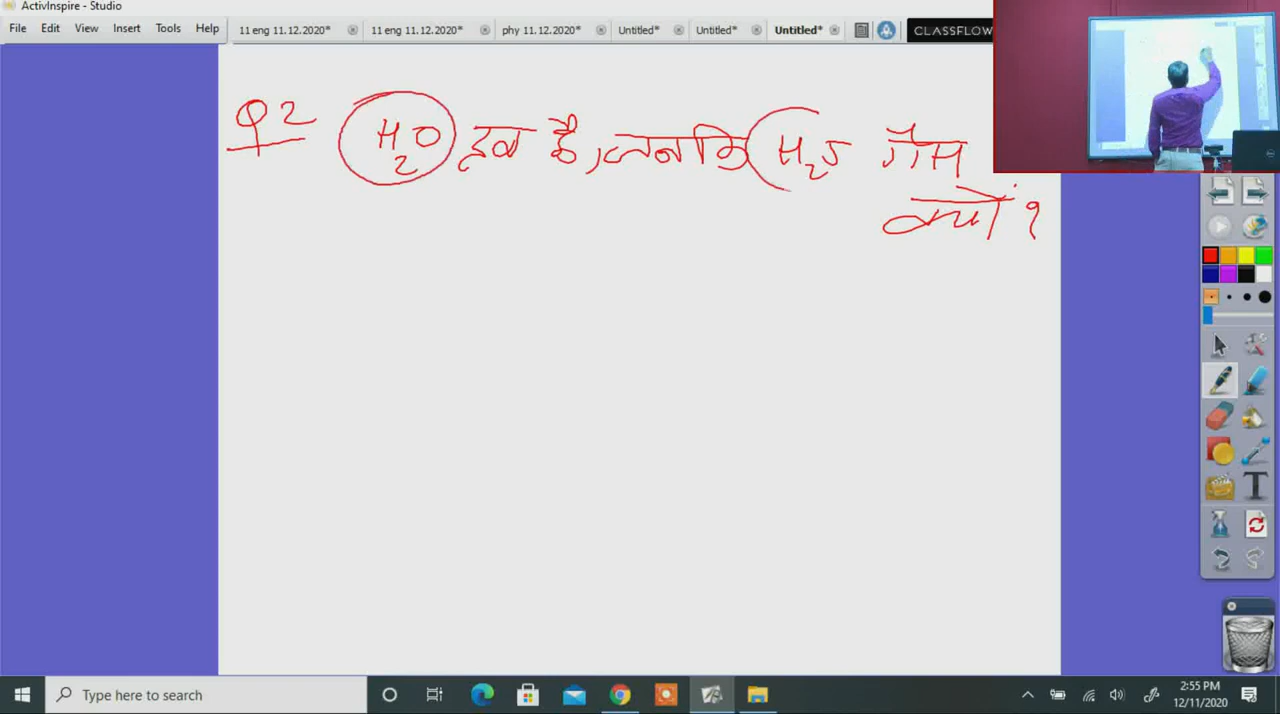 ActivInspire - Studio
File Edit View Insert Tools Help 11 eng 11.12.2020* 11 eng 11.12.2020* phy 11.12.2020* Untitled* Untitled* Untitled* CLASSFLOW
Q2 H2O द्रव है, जबकि H2S गैस
क्यों?
Type here to search
2:55 PM
12/11/2020